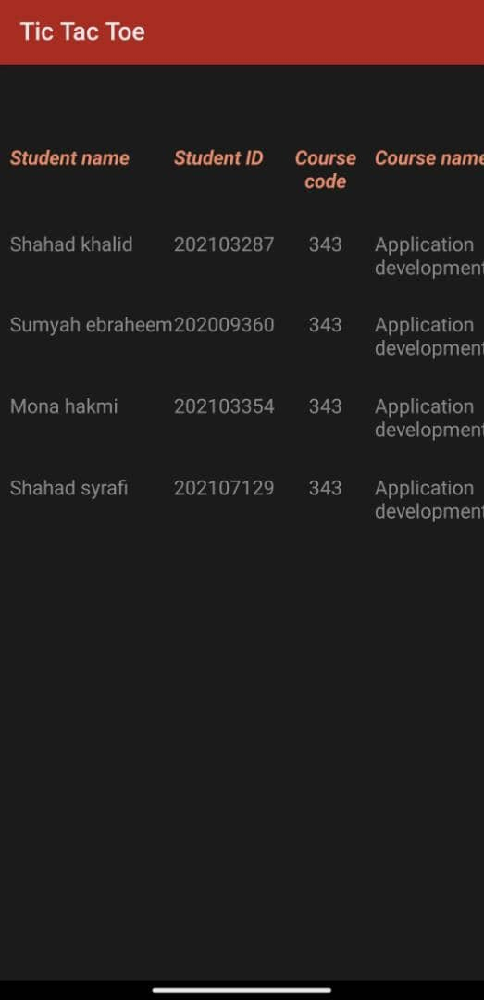 Tic Tac Toe
Student name Student ID Course code Course name
Shahad khalid 202103287 343 Application development
Sumyah ebraheem 202009360 343 Application development
Mona hakmi 202103354 343 Application development
Shahad syrafi 202107129 343 Application development